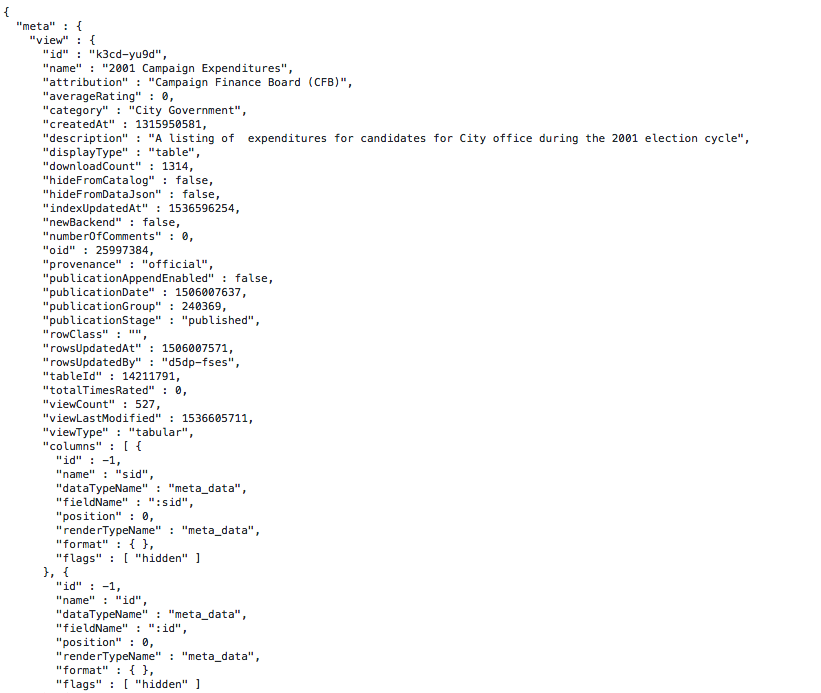 {
  "meta" : {
    "view" : {
      "id" : "k3cd-yu9d",
      "name" : "2001 Campaign Expenditures",
      "attribution" : "Campaign Finance Board (CFB)",
      "averageRating" : 0,
      "category" : "City Government",
      "createdAt" : 1315950581,
      "description" : "A listing of  expenditures for candidates for City office during the 2001 election cycle",
      "displayType" : "table",
      "downloadCount" : 1314,
      "hideFromCatalog" : false,
      "hideFromDataJson" : false,
      "indexUpdatedAt" : 1536596254,
      "newBackend" : false,
      "numberOfComments" : 0,
      "oid" : 25997384,
      "provenance" : "official",
      "publicationAppendEnabled" : false,
      "publicationDate" : 1506007637,
      "publicationGroup" : 240369,
      "publicationStage" : "published",
      "rowClass" : "",
      "rowsUpdatedAt" : 1506007571,
      "rowsUpdatedBy" : "d5dp-fses",
      "tableId" : 14211791,
      "totalTimesRated" : 0,
      "viewCount" : 527,
      "viewLastModified" : 1536605711,
      "viewType" : "tabular",
      "columns" : [ {
        "id" : -1,
        "name" : "sid",
        "dataTypeName" : "meta_data",
        "fieldName" : ":sid",
        "position" : 0,
        "renderTypeName" : "meta_data",
        "format" : { },
        "flags" : [ "hidden" ]
      }, {
        "id" : -1,
        "name" : "id",
        "dataTypeName" : "meta_data",
        "fieldName" : ":id",
        "position" : 0,
        "renderTypeName" : "meta_data",
        "format" : { },
        "flags" : [ "hidden" ]